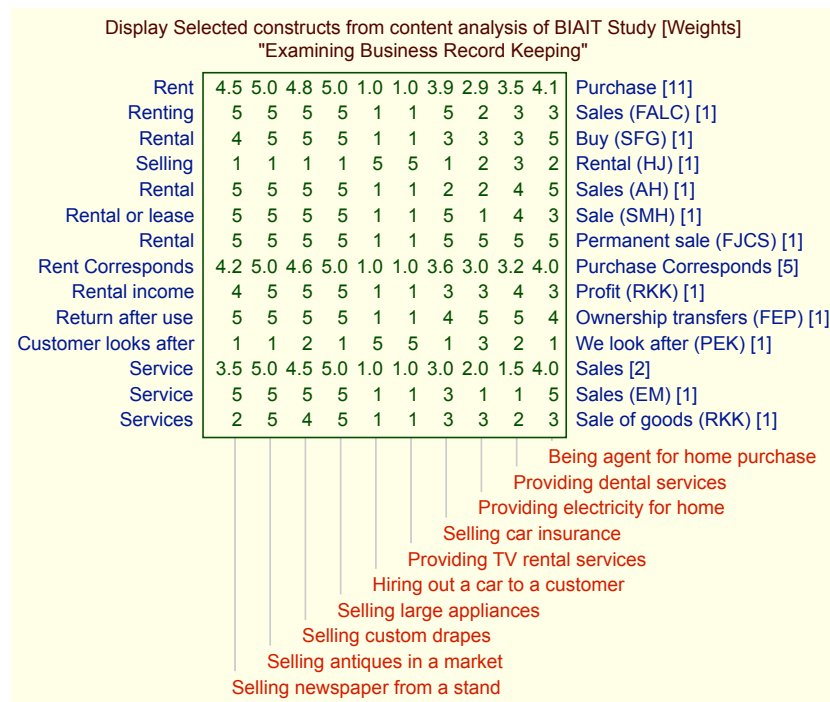 Display Selected constructs from content analysis of BIAIT Study [Weights]
"Examining Business Record Keeping"
Rent 4.5 5.0 4.8 5.0 1.0 1.0 3.9 2.9 3.5 4.1 Purchase [11]
Renting 5 5 5 5 1 1 5 2 3 3 Sales (FALC) [1]
Rental 4 5 5 5 1 1 3 3 3 5 Buy (SFG) [1]
Selling 1 1 1 1 5 5 1 2 3 2 Rental (HJ) [1]
Rental 5 5 5 5 1 1 2 2 4 5 Sales (AH) [1]
Rental or lease 5 5 5 5 1 1 5 1 4 3 Sale (SMH) [1]
Rental 5 5 5 5 1 1 5 5 5 5 Permanent sale (FJCS) [1]
Rent Corresponds 4.2 5.0 4.6 5.0 1.0 1.0 3.6 3.0 3.2 4.0 Purchase Corresponds [5]
Rental income 4 5 5 5 1 1 3 3 4 3 Profit (RKK) [1]
Return after use 5 5 5 5 1 1 4 5 5 4 Ownership transfers (FEP) [1]
Customer looks after 1 1 2 1 5 5 1 3 2 1 We look after (PEK) [1]
Service 3.5 5.0 4.5 5.0 1.0 1.0 3.0 2.0 1.5 4.0 Sales [2]
Service 5 5 5 5 1 1 3 1 1 5 Sales (EM) [1]
Services 2 5 4 5 1 1 3 3 2 3 Sale of goods (RKK) [1]
Being agent for home purchase
Providing dental services
Providing electricity for home
Selling car insurance
Providing TV rental services
Hiring out a car to a customer
Selling large appliances
Selling custom drapes
Selling antiques in a market
Selling newspaper from a stand